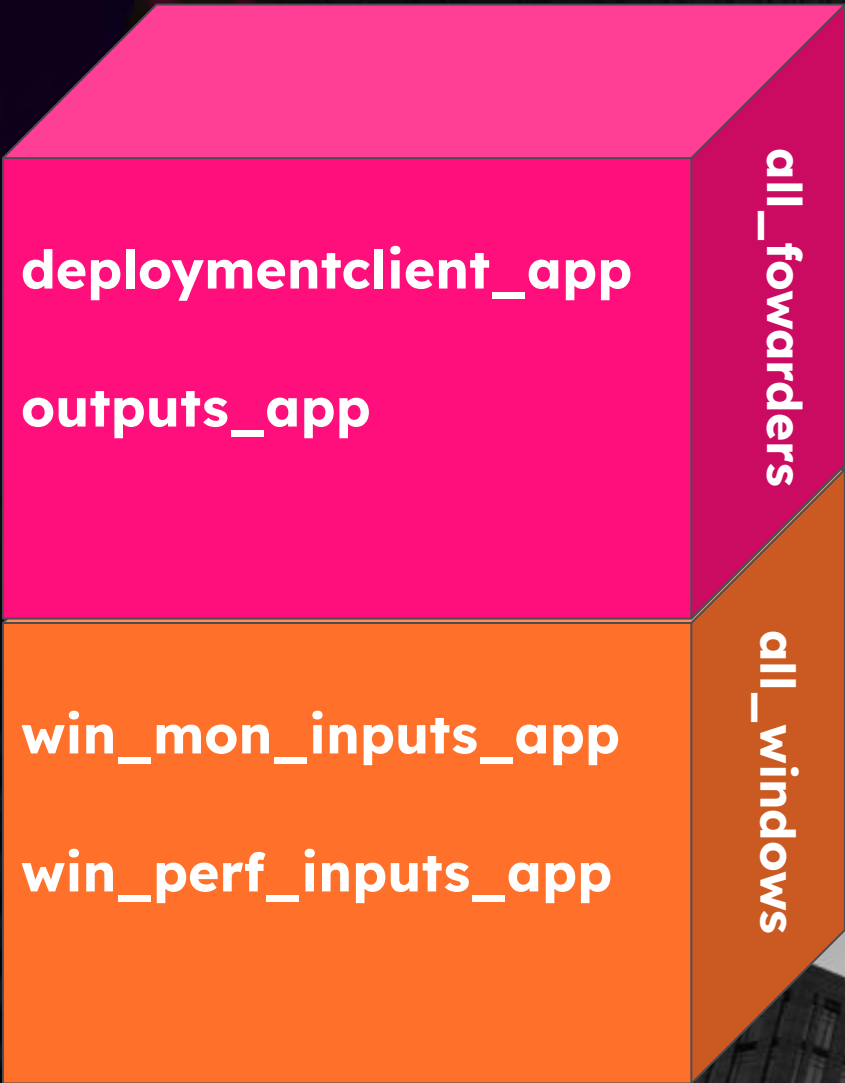 deploymentclient_app
outputs_app
all_fowarders
win_mon_inputs_app
win_perf_inputs_app
all_windows